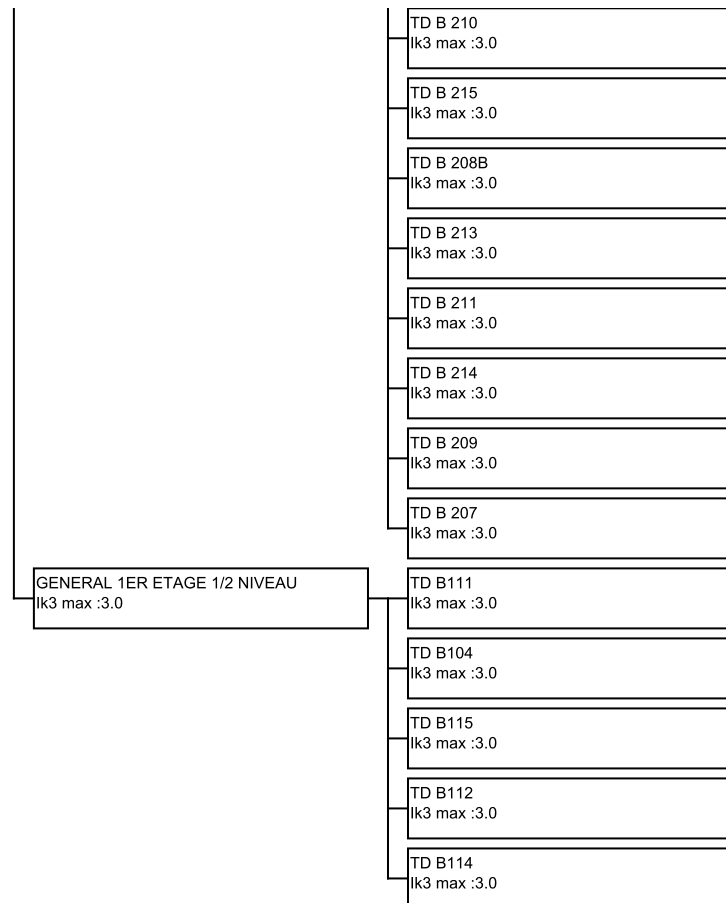 TD B 210
Ik3 max :3.0
TD B 215
Ik3 max :3.0
TD B 208B
Ik3 max :3.0
TD B 213
Ik3 max :3.0
TD B 211
Ik3 max :3.0
TD B 214
Ik3 max :3.0
TD B 209
Ik3 max :3.0
TD B 207
Ik3 max :3.0
GENERAL 1ER ETAGE 1/2 NIVEAU
Ik3 max :3.0
TD B111
Ik3 max :3.0
TD B104
Ik3 max :3.0
TD B115
Ik3 max :3.0
TD B112
Ik3 max :3.0
TD B114
Ik3 max :3.0